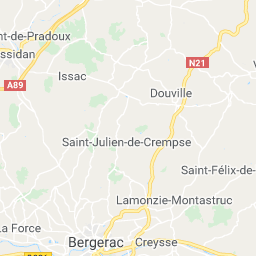 nt-de-Pradoux
ssidan
N21
Issac
A89
Douville
Saint-Julien-de-Crempse
Saint-Félix-de-
Lamonzie-Montastruc
La Force
Bergerac
Creysse